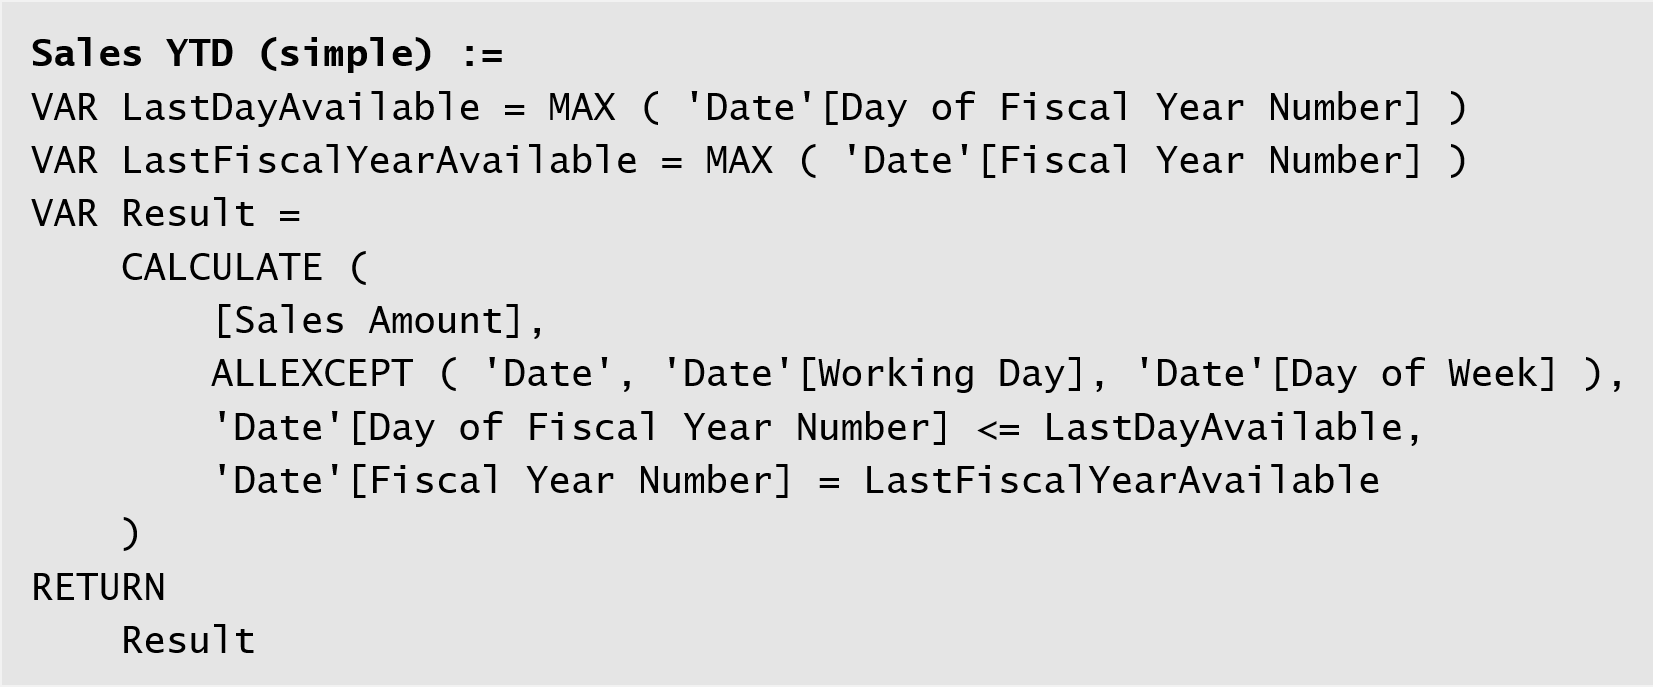 Sales YTD (simple) :=
VAR LastDayAvailable = MAX ( 'Date'[Day of Fiscal Year Number] )
VAR LastFiscalYearAvailable = MAX ( 'Date'[Fiscal Year Number] )
VAR Result =
    CALCULATE (
        [Sales Amount],
        ALLEXCEPT ( 'Date', 'Date'[Working Day], 'Date'[Day of Week] ),
        'Date'[Day of Fiscal Year Number] <= LastDayAvailable,
        'Date'[Fiscal Year Number] = LastFiscalYearAvailable
    )
RETURN
    Result